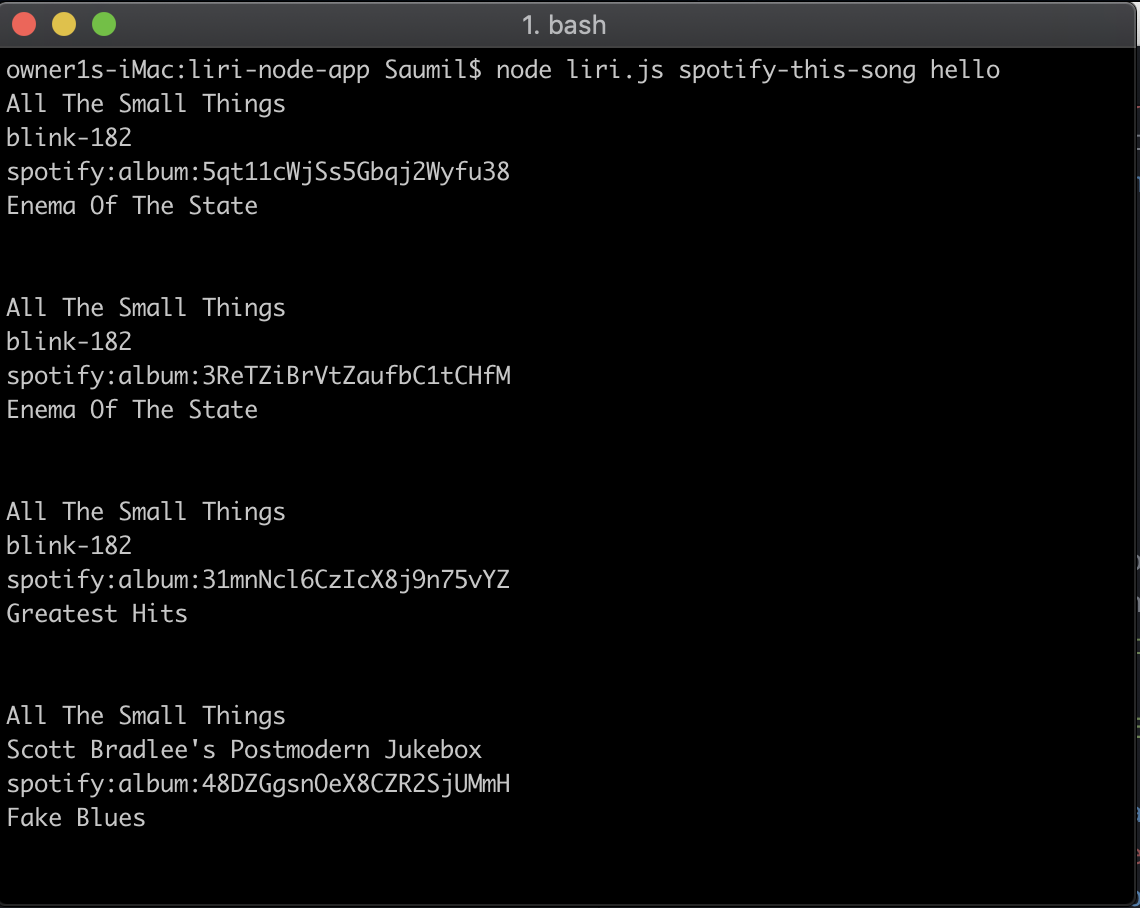 1. bash
owner1s-iMac:liri-node-app Saumil$ node liri.js spotify-this-song hello
All The Small Things
blink-182
spotify:album:5qt11cWjSs5Gbqj2Wyfu38
Enema Of The State
All The Small Things
blink-182
spotify:album:3ReTZiBrVtZaufbC1tCHfM
Enema Of The State
All The Small Things
blink-182
spotify:album:31mnNcl6CzIcX8j9n75vYZ
Greatest Hits
All The Small Things
Scott Bradlee's Postmodern Jukebox
spotify:album:48DZGgsnOeX8CZR2SjUMmH
Fake Blues